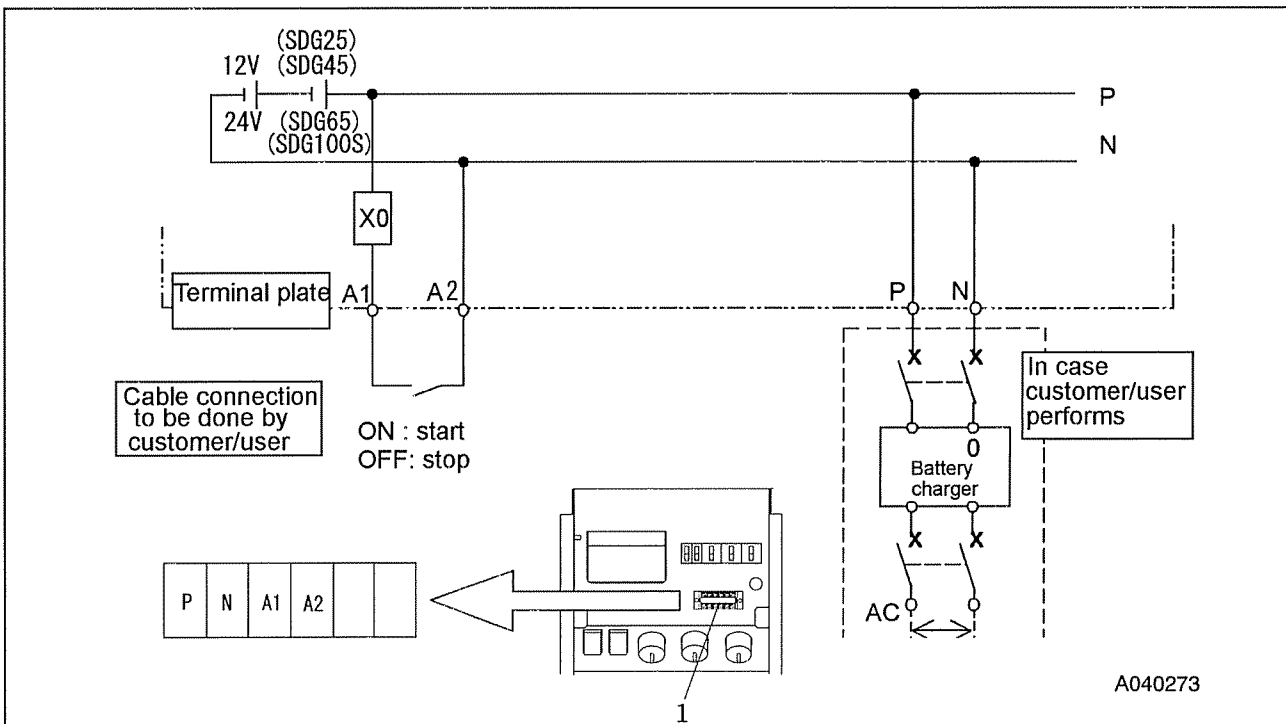 (SDG25)
12V (SDG45)
24V (SDG65)
(SDG100S)
P
N
X0
Terminal plate
A1
A2
P
N
X X
Cable connection
to be done by
customer/user
ON : start
OFF: stop
In case
customer/user
performs
0
Battery
charger
X X
AC
P N A1 A2
1
A040273